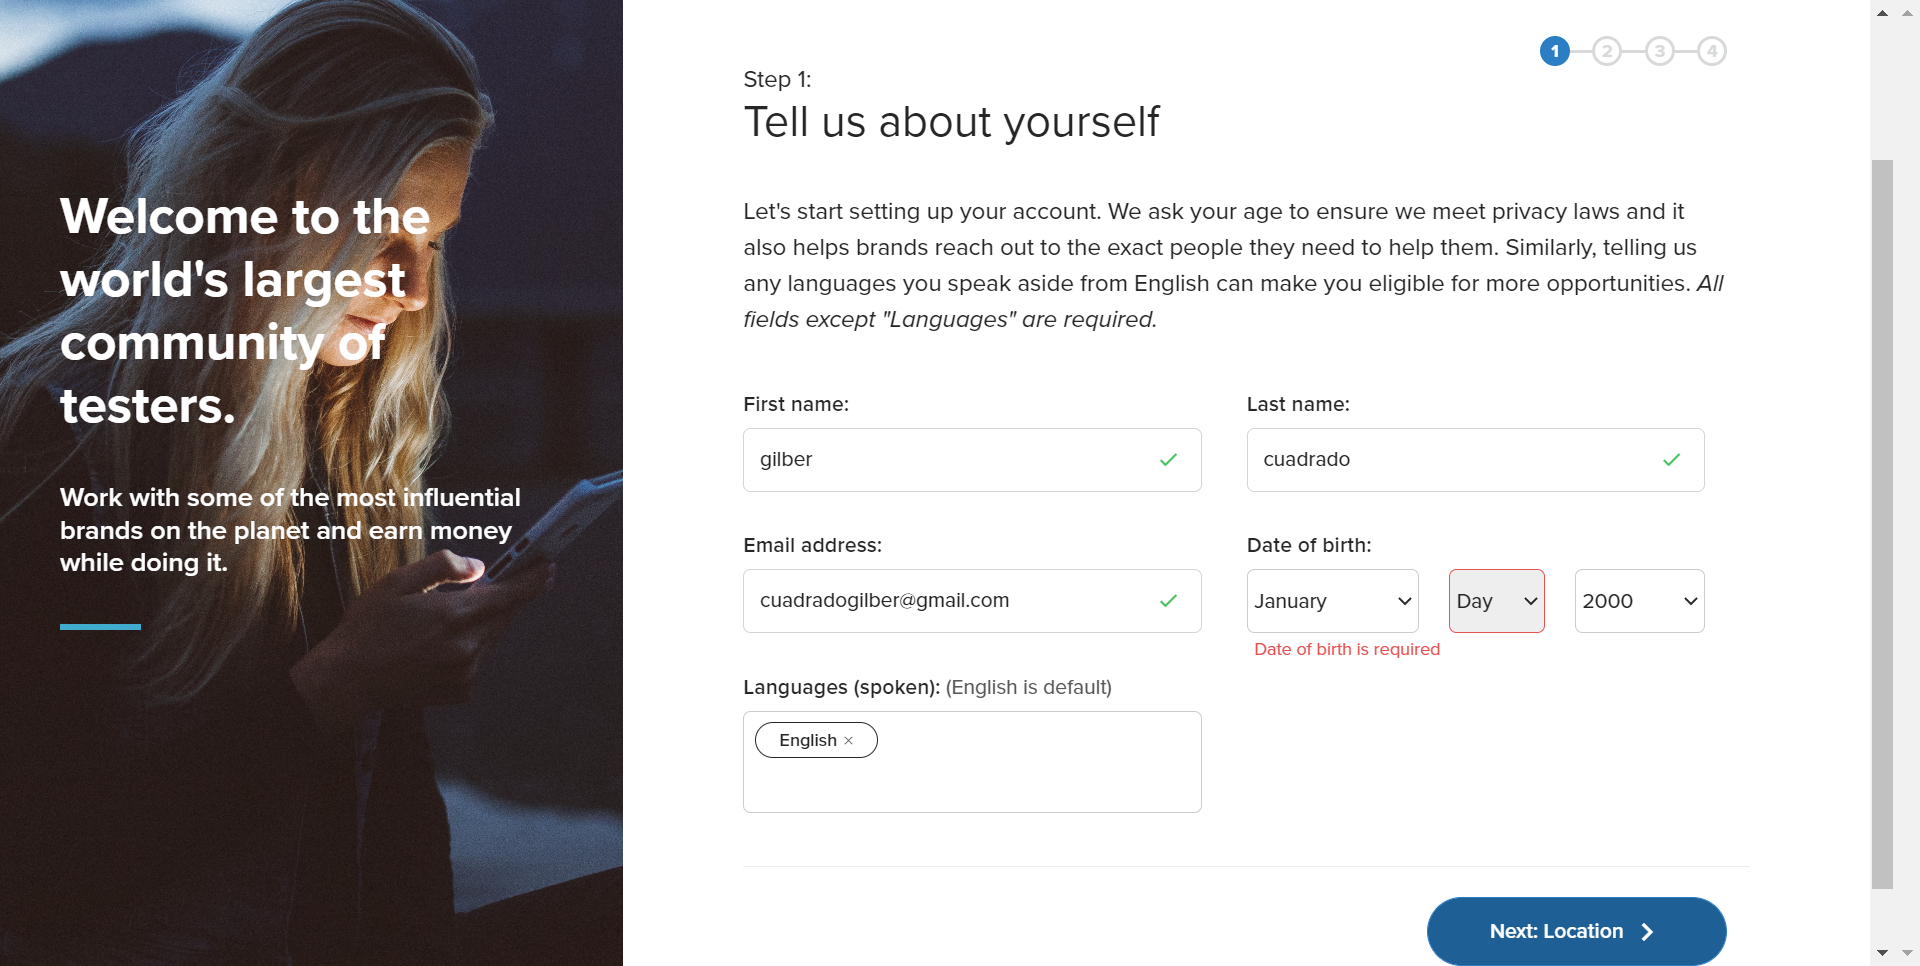 Welcome to the
world's largest
community of
testers.
Work with some of the most influential
brands on the planet and earn money
while doing it.
1 2 3 4
Step 1:
Tell us about yourself
Let's start setting up your account. We ask your age to ensure we meet privacy laws and it
also helps brands reach out to the exact people they need to help them. Similarly, telling us
any languages you speak aside from English can make you eligible for more opportunities. All
fields except "Languages" are required.
First name:
Last name:
gilber
cuadrado
Email address:
Date of birth:
cuadradogilber@gmail.com
January
Day
2000
Date of birth is required
Languages (spoken): (English is default)
English ×
Next: Location